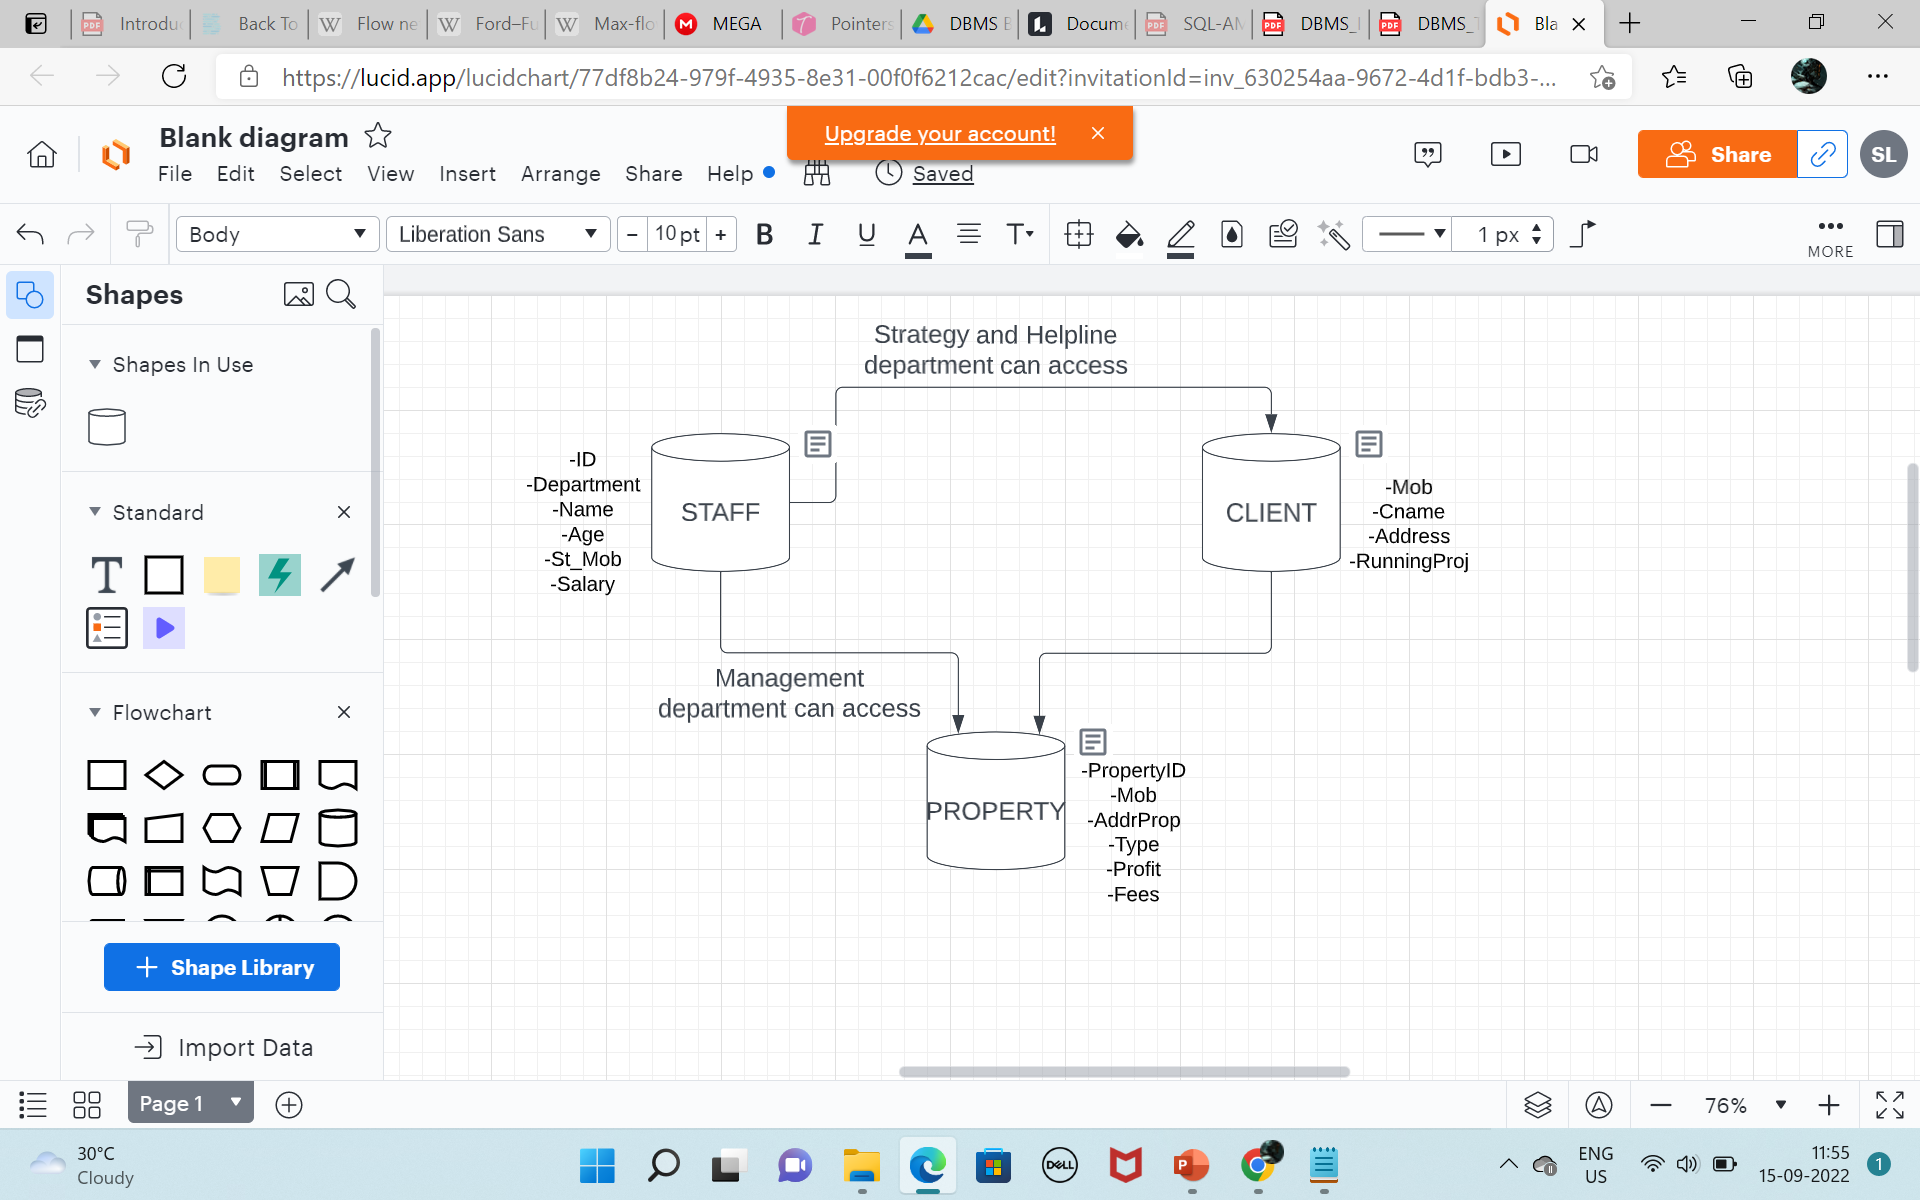 Introdu
Back To
Flow ne
Ford–Fu
Max-flo
MEGA
Pointers
DBMS B
Docum
SQL-AM
DBMS_I
DBMS_T
Bla
https://lucid.app/lucidchart/77df8b24-979f-4935-8e31-00f0f6212cac/edit?invitationId=inv_630254aa-9672-4d1f-bdb3-...
Upgrade your account!
Blank diagram
File Edit Select View Insert Arrange Share Help
Saved
Share
SL
Body
Liberation Sans
− 10 pt +
B I U A T
1 px
MORE
Shapes
Shapes In Use
Standard
T
Flowchart
Shape Library
Import Data
Strategy and Helpline
department can access
-ID
-Department
-Name
-Age
-St_Mob
-Salary
STAFF
CLIENT
-Mob
-Cname
-Address
-RunningProj
Management
department can access
PROPERTY
-PropertyID
-Mob
-AddrProp
-Type
-Profit
-Fees
Page 1
76%
30°C
Cloudy
DELL
P
ENG
US
11:55
15-09-2022
1